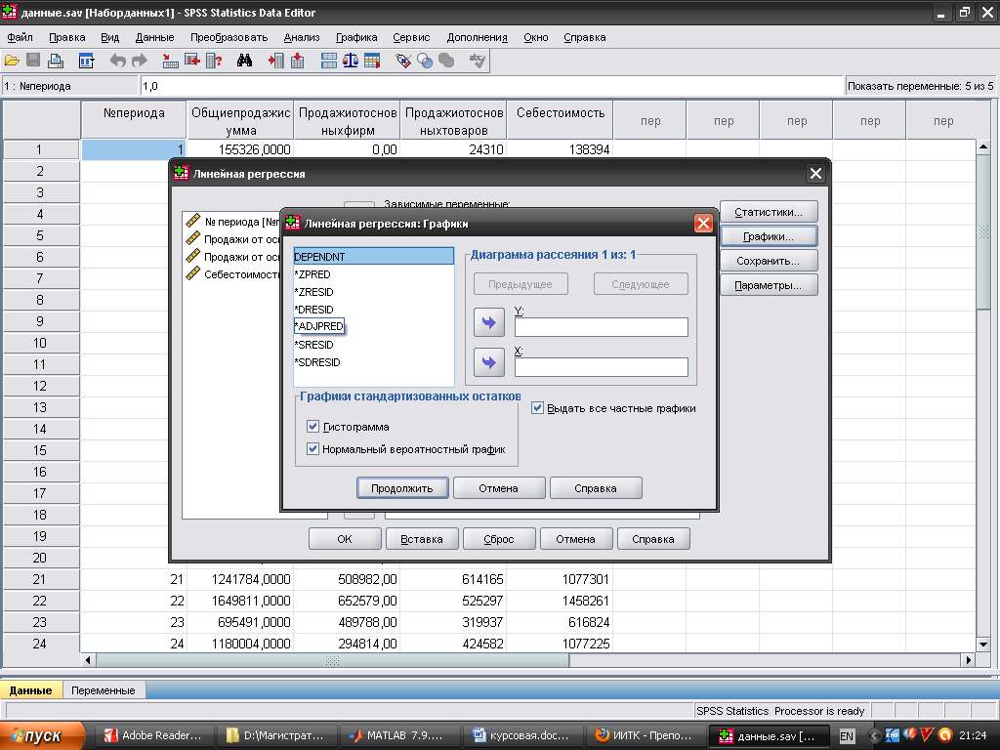 данные.sav [Наборданных1] - SPSS Statistics Data Editor
Файл Правка Вид Данные Преобразовать Анализ Графика Сервис Дополнения Окно Справка
1 : №периода 1,0 Показать переменные: 5 из 5
№периода Общиепродажисумма Продажиотосновныхфирм Продажиотосновныхтоваров Себестоимость пер пер пер пер пер
1 1 155326,0000 0,00 24310 138394
2
3
4
5
6
7
8
9
10
11
12
13
14
15
16
17
18
19
20
Линейная регрессия
Зависимые переменные:
№ периода
Продажи от
Продажи от
Себестоимость
Статистики...
Графики...
Сохранить...
Параметры...
Линейная регрессия: Графики
DEPENDNT
*ZPRED
*ZRESID
*DRESID
*ADJPRED
*SRESID
*SDRESID
Диаграмма рассеяния 1 из: 1
Предыдущее Следующее
Y:
X:
Графики стандартизованных остатков
Гистограмма
Нормальный вероятностный график
Выдать все частные графики
Продолжить Отмена Справка
OK Вставка Сброс Отмена Справка
21 21 1241784,0000 508982,00 614165 1077301
22 22 1649811,0000 652579,00 525297 1458261
23 23 695491,0000 489788,00 319937 616824
24 24 1180004,0000 294814,00 424582 1077225
Данные Переменные
SPSS Statistics Processor is ready
пуск Adobe Reader... D:\Магистрат... MATLAB 7.9.... курсовая.doc... ИИТК - Препо... данные.sav [... EN 21:24